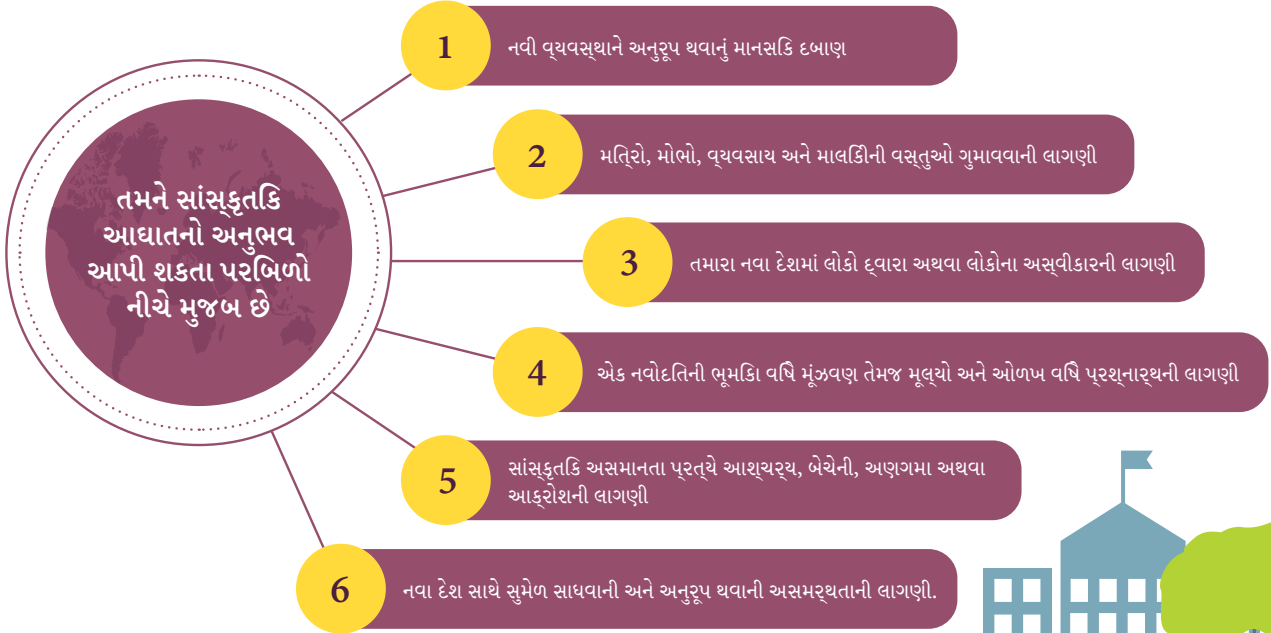 તમને સાંસ્કૃતિક
આઘાતનો અનુભવ
આપી શકતા પરિબળો
નીચે મુજબ છે
1
નવી વ્યવસ્થાને અનુરૂપ થવાનું માનસિક દબાણ
2
મિત્રો, મોભો, વ્યવસાય અને માલિકીની વસ્તુઓ ગુમાવવાની લાગણી
3
તમારા નવા દેશમાં લોકો દ્વારા અથવા લોકોના અસ્વીકારની લાગણી
4
એક નવોદિતની ભૂમિકા વિષે મૂંઝવણ તેમજ મૂલ્યો અને ઓળખ વિષે પ્રશ્નાર્થની લાગણી
5
સાંસ્કૃતિક અસમાનતા પ્રત્યે આશ્ચર્ય, બેચેની, અણગમા અથવા
આક્રોશની લાગણી
6
નવા દેશ સાથે સુમેળ સાધવાની અને અનુરૂપ થવાની અસમર્થતાની લાગણી.